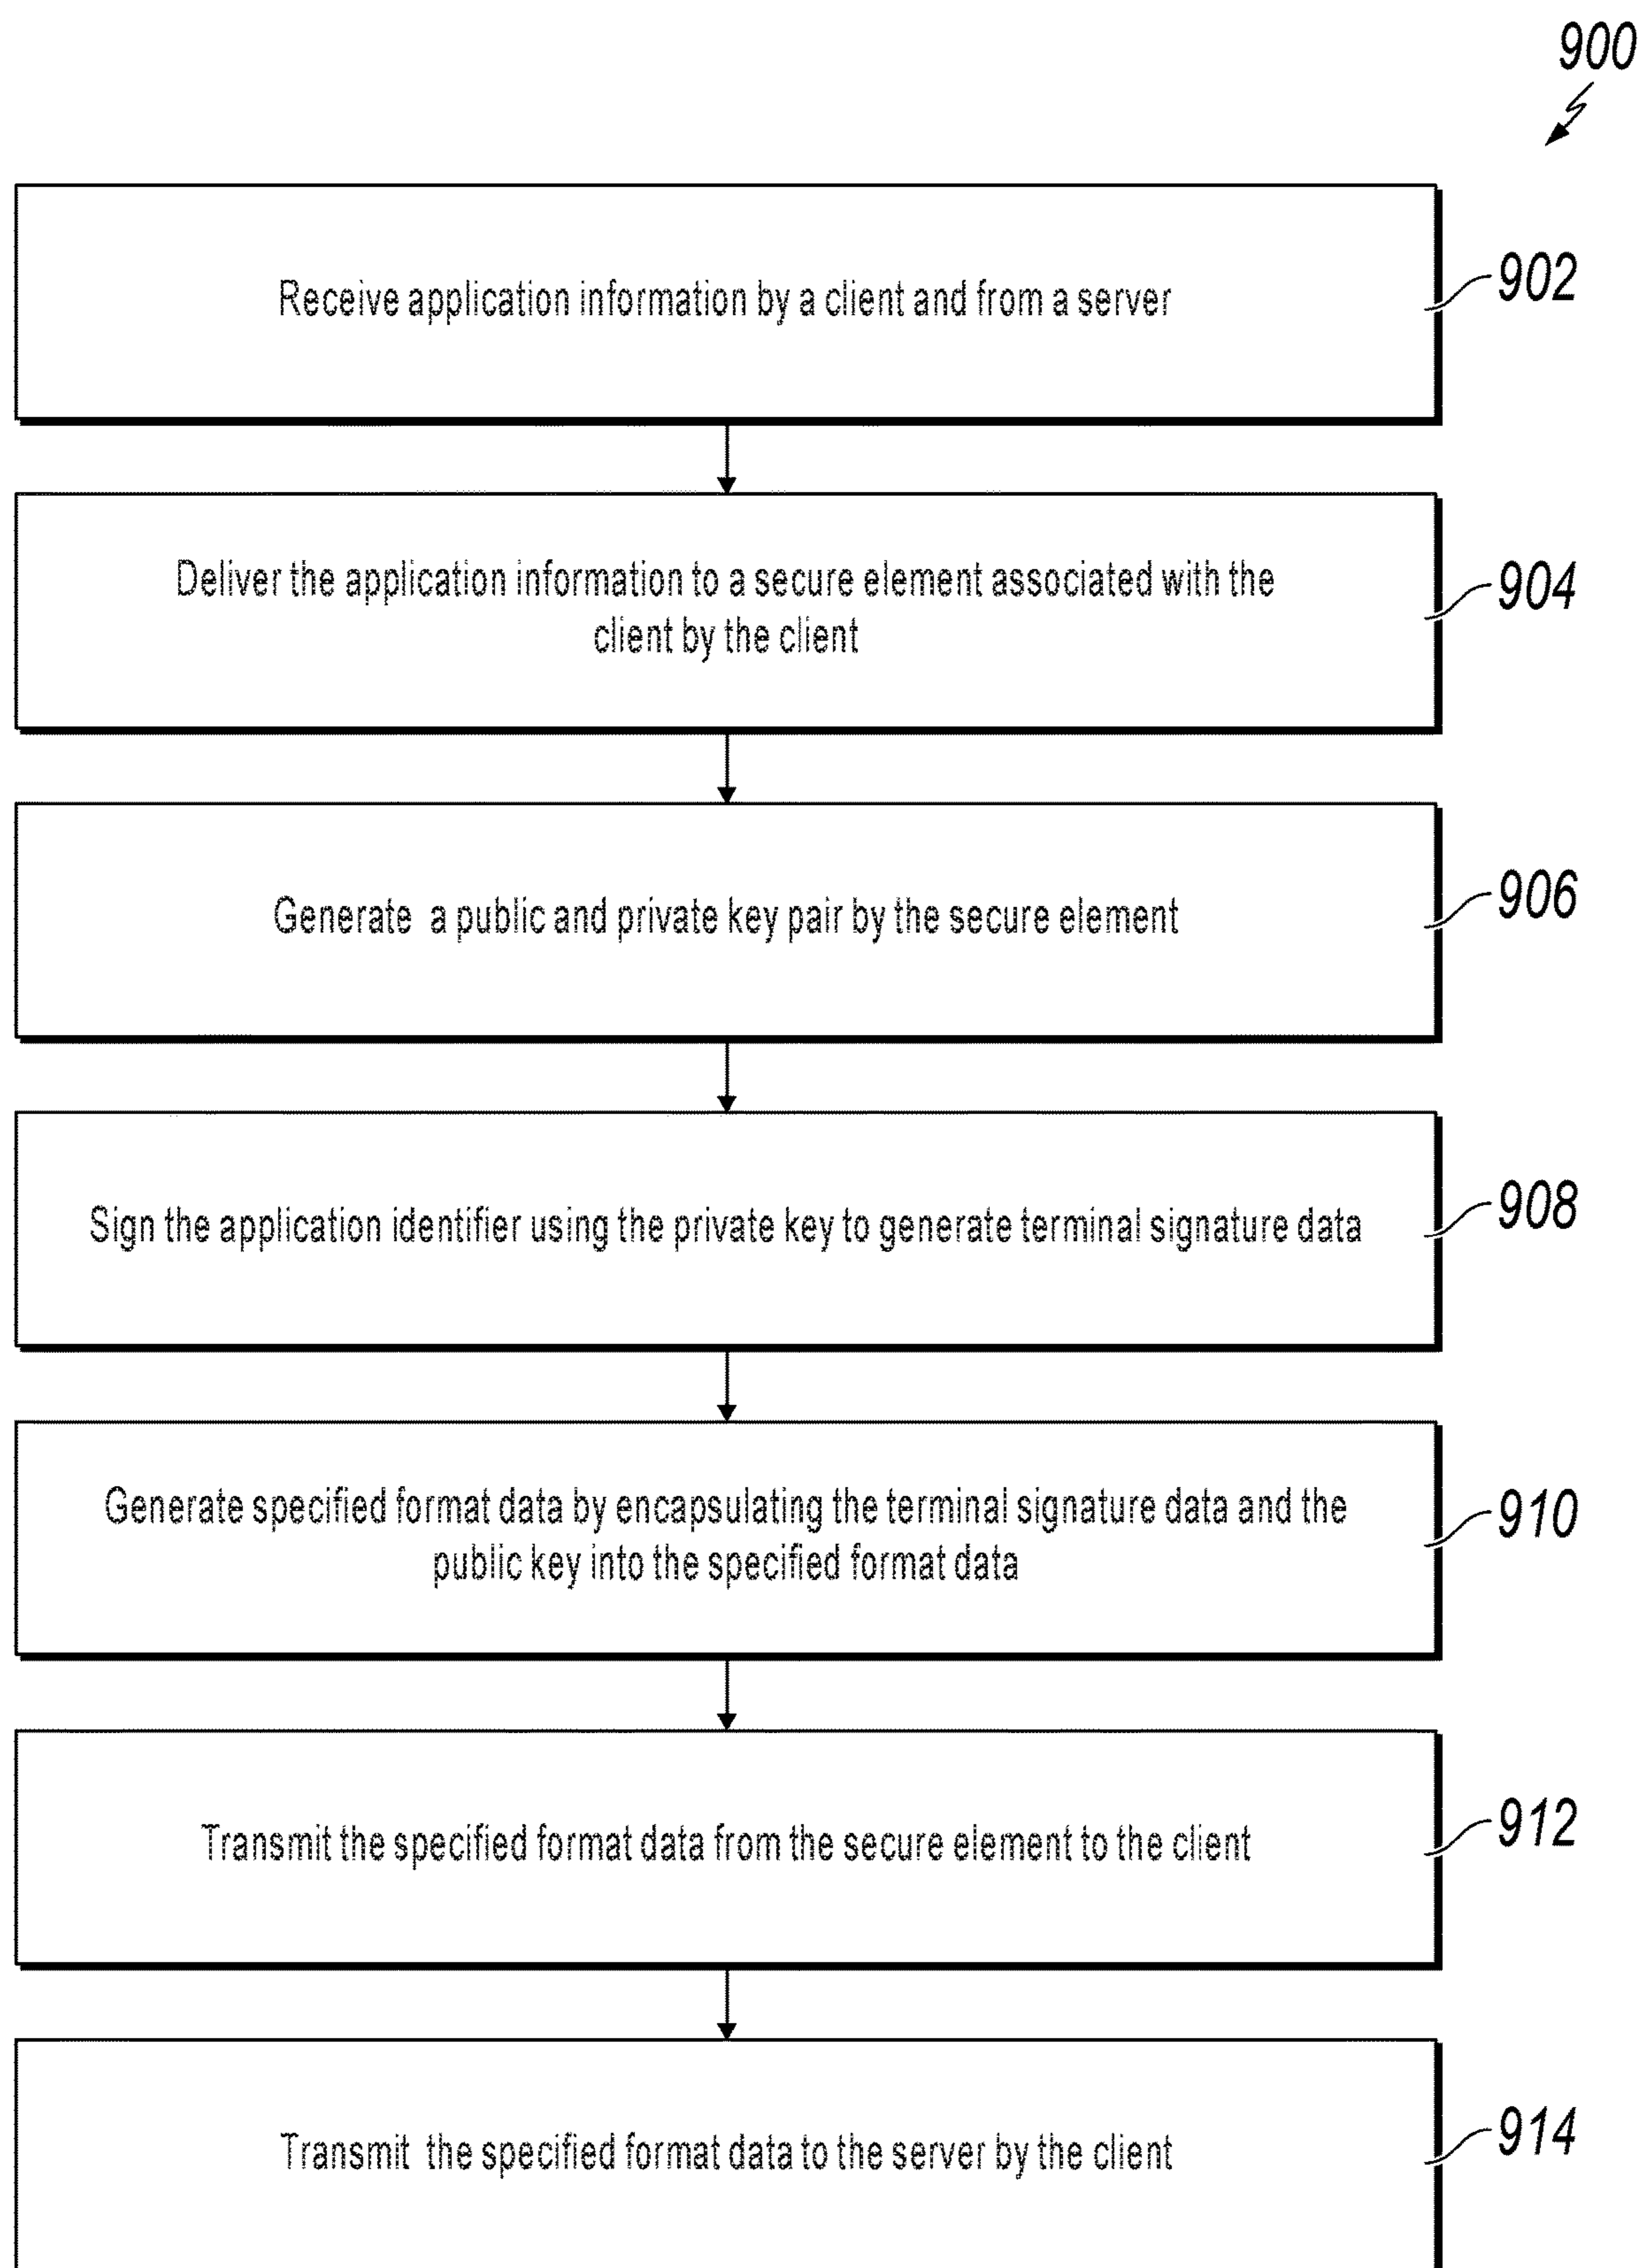 900
Receive application information by a client and from a server
902
Deliver the application information to a secure element associated with the
client by the client
904
Generate a public and private key pair by the secure element
906
Sign the application identifier using the private key to generate terminal signature data
908
Generate specified format data by encapsulating the terminal signature data and the
public key into the specified format data
910
Transmit the specified format data from the secure element to the client
912
Transmit the specified format data to the server by the client
914